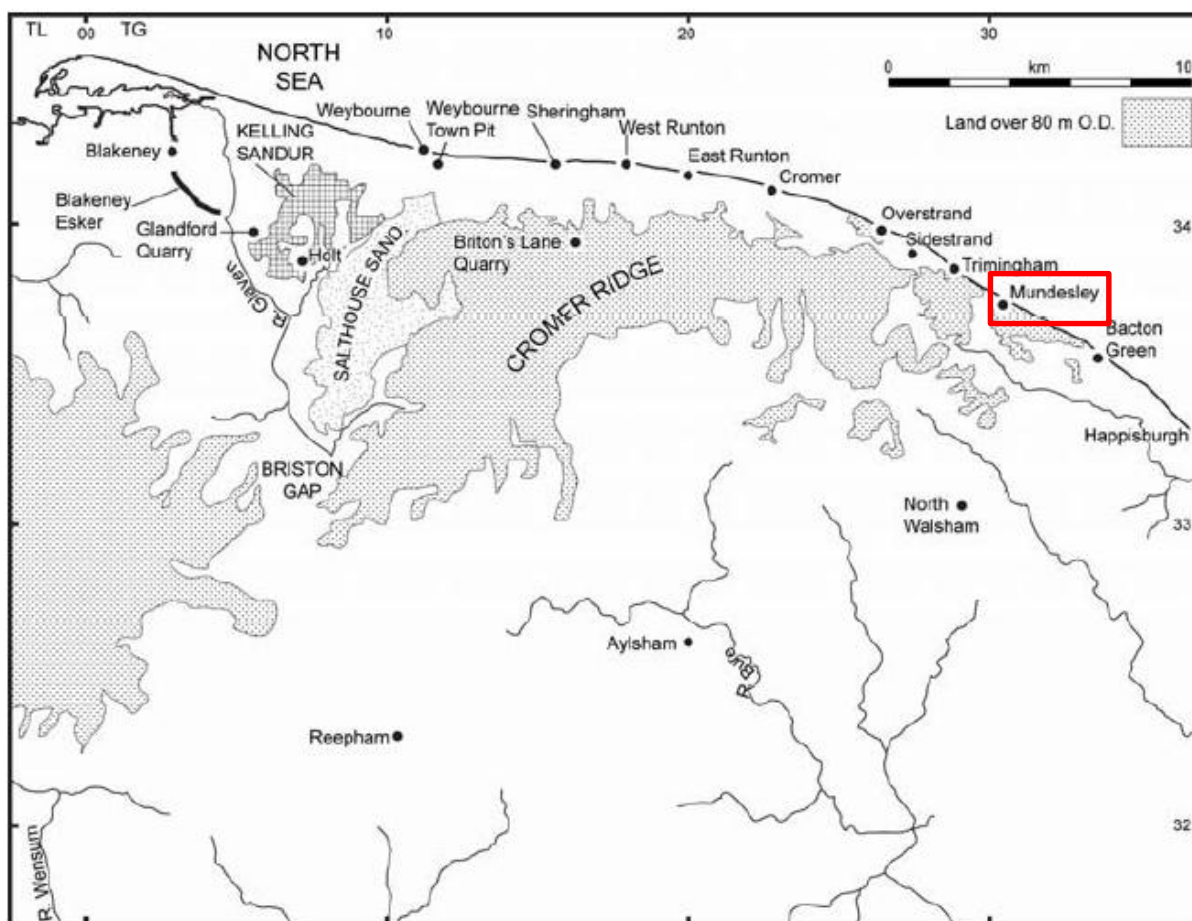 TL 00 TG 10 20 30
NORTH
SEA
0 km 10
Land over 80 m O.D.
Weybourne
Weybourne
Town Pit
Sheringham
West Runton
East Runton
Cromer
Blakeney
KELLING
SANDUR
Blakeney
Esker
Glandford
Quarry
Holt
R. Glaven
SALTHOUSE SAND
Briton's Lane
Quarry
CROMER RIDGE
Overstrand
34
Sidestrand
Trimingham
Mundesley
Bacton
Green
Happisburgh
BRISTON
GAP
North
Walsham
33
Aylsham
R. Bure
Reepham
32
R. Wensum